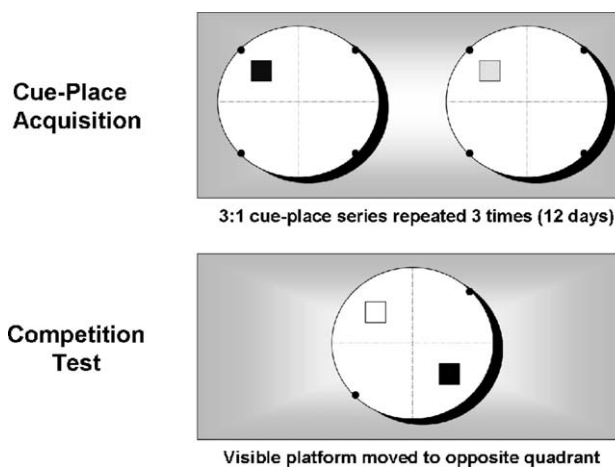 Cue-Place
Acquisition
3:1 cue-place series repeated 3 times (12 days)
Competition
Test
Visible platform moved to opposite quadrant